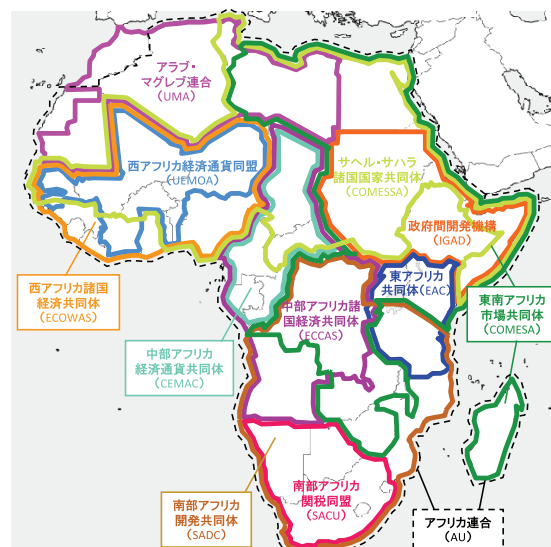 アラブ・
マグレブ連合
（UMA）
西アフリカ経済通貨同盟
（UEMOA）
サヘル・サハラ
諸国国家共同体
（COMESSA）
政府間開発機構
（IGAD）
西アフリカ諸国
経済共同体
（ECOWAS）
東アフリカ
共同体（EAC）
東南アフリカ
市場共同体
（COMESA）
中部アフリカ諸
国経済共同体
（ECCAS）
中部アフリカ
経済通貨共同体
（CEMAC）
南部アフリカ
関税同盟
（SACU）
南部アフリカ
開発共同体
（SADC）
アフリカ連合
（AU）